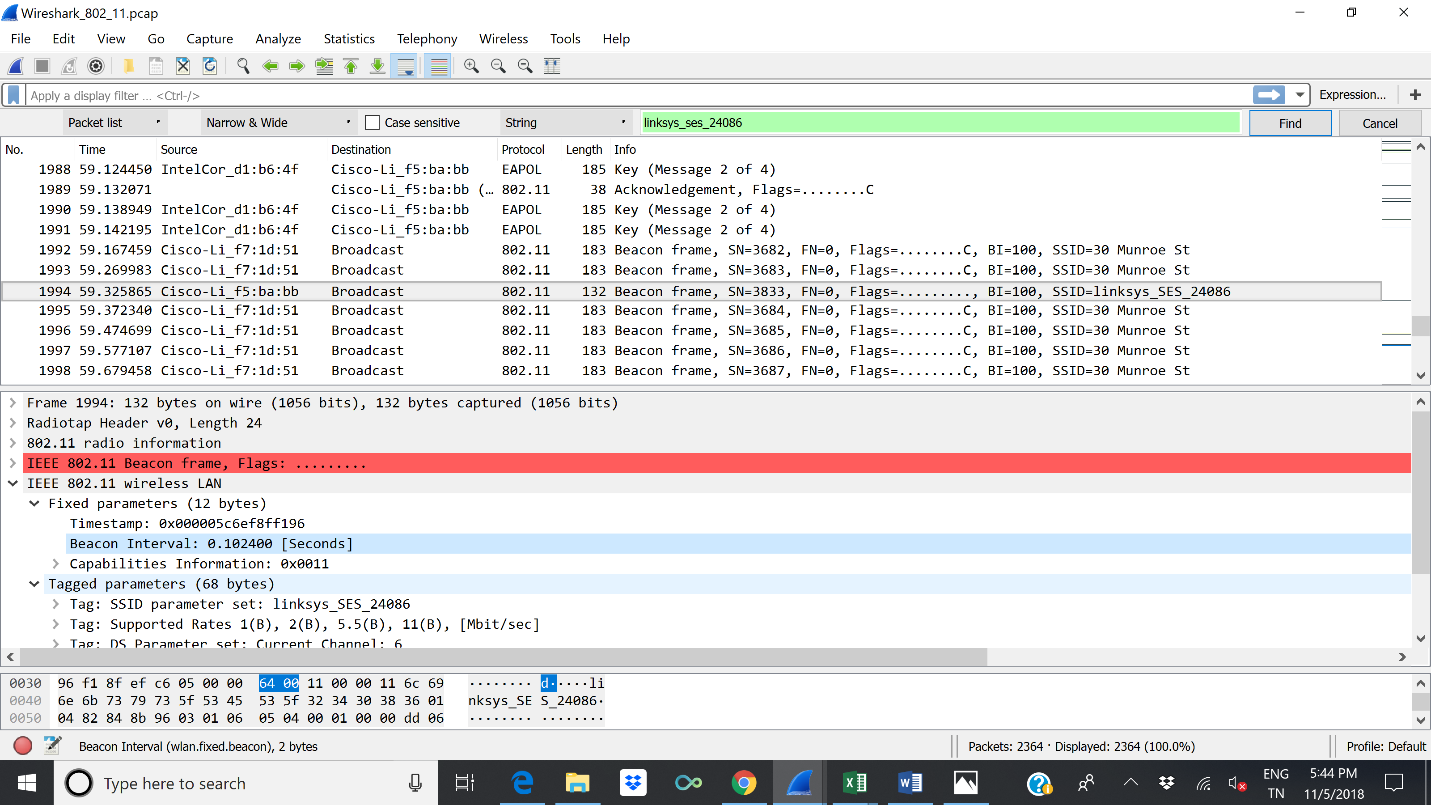 Wireshark_802_11.pcap
File Edit View Go Capture Analyze Statistics Telephony Wireless Tools Help
Apply a display filter ... <Ctrl-/> Expression... +
Packet list Narrow & Wide Case sensitive String linksys_ses_24086 Find Cancel
No. Time Source Destination Protocol Length Info
1988 59.124450 IntelCor_d1:b6:4f Cisco-Li_f5:ba:bb EAPOL 185 Key (Message 2 of 4)
1989 59.132071 Cisco-Li_f5:ba:bb (… 802.11 38 Acknowledgement, Flags=........C
1990 59.138949 IntelCor_d1:b6:4f Cisco-Li_f5:ba:bb EAPOL 185 Key (Message 2 of 4)
1991 59.142195 IntelCor_d1:b6:4f Cisco-Li_f5:ba:bb EAPOL 185 Key (Message 2 of 4)
1992 59.167459 Cisco-Li_f7:1d:51 Broadcast 802.11 183 Beacon frame, SN=3682, FN=0, Flags=........C, BI=100, SSID=30 Munroe St
1993 59.269983 Cisco-Li_f7:1d:51 Broadcast 802.11 183 Beacon frame, SN=3683, FN=0, Flags=........C, BI=100, SSID=30 Munroe St
1994 59.325865 Cisco-Li_f5:ba:bb Broadcast 802.11 132 Beacon frame, SN=3833, FN=0, Flags=........., BI=100, SSID=linksys_SES_24086
1995 59.372340 Cisco-Li_f7:1d:51 Broadcast 802.11 183 Beacon frame, SN=3684, FN=0, Flags=........C, BI=100, SSID=30 Munroe St
1996 59.474699 Cisco-Li_f7:1d:51 Broadcast 802.11 183 Beacon frame, SN=3685, FN=0, Flags=........C, BI=100, SSID=30 Munroe St
1997 59.577107 Cisco-Li_f7:1d:51 Broadcast 802.11 183 Beacon frame, SN=3686, FN=0, Flags=........C, BI=100, SSID=30 Munroe St
1998 59.679458 Cisco-Li_f7:1d:51 Broadcast 802.11 183 Beacon frame, SN=3687, FN=0, Flags=........C, BI=100, SSID=30 Munroe St
Frame 1994: 132 bytes on wire (1056 bits), 132 bytes captured (1056 bits)
Radiotap Header v0, Length 24
802.11 radio information
IEEE 802.11 Beacon frame, Flags: .........
IEEE 802.11 wireless LAN
Fixed parameters (12 bytes)
Timestamp: 0x000005c6ef8ff196
Beacon Interval: 0.102400 [Seconds]
Capabilities Information: 0x0011
Tagged parameters (68 bytes)
Tag: SSID parameter set: linksys_SES_24086
Tag: Supported Rates 1(B), 2(B), 5.5(B), 11(B), [Mbit/sec]
Tag: DS Parameter set: Current Channel: 6
0030 96 f1 8f ef c6 05 00 00 64 00 11 00 00 11 6c 69 ········ d·····li
0040 6e 6b 73 79 73 5f 53 45 53 5f 32 34 30 38 36 01 nksys_SE S_24086·
0050 04 82 84 8b 96 03 01 06 05 04 00 01 00 00 dd 06 ········ ········
Beacon Interval (wlan.fixed.beacon), 2 bytes Packets: 2364 · Displayed: 2364 (100.0%) Profile: Default
Type here to search ENG 5:44 PM
TN 11/5/2018